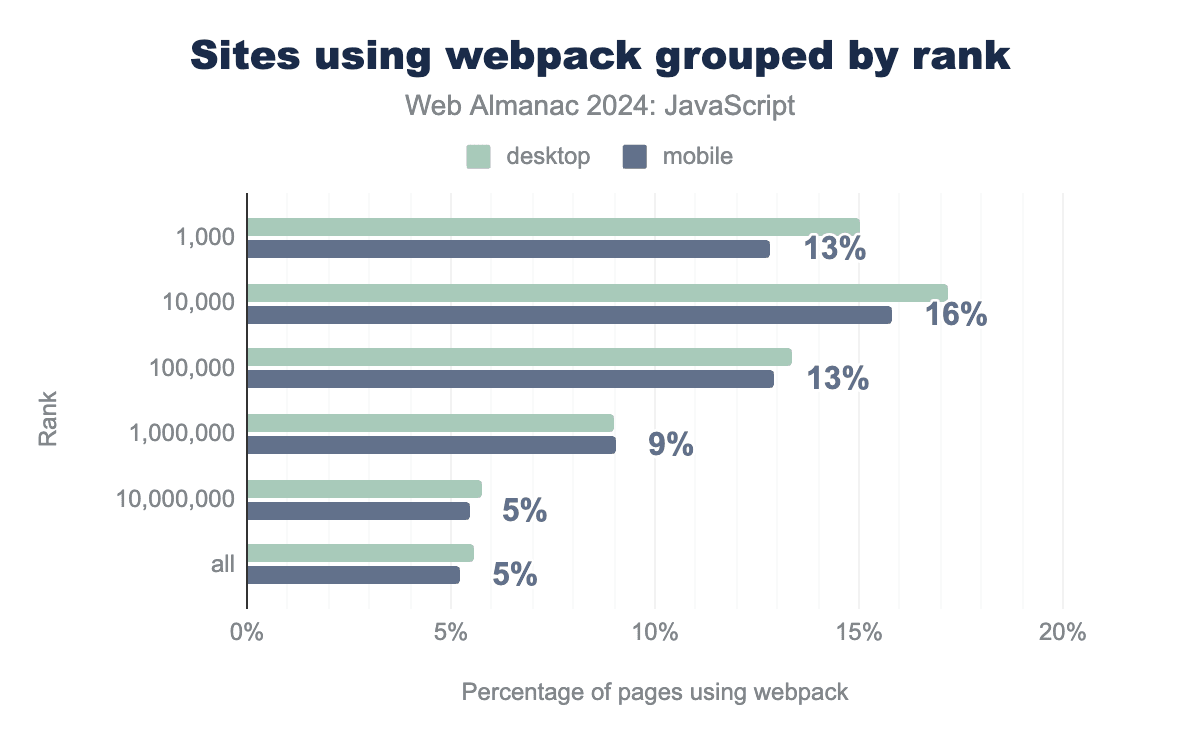 Sites using webpack grouped by rank
Web Almanac 2024: JavaScript
desktop mobile
1,000 13%
10,000 16%
100,000 13%
Rank
1,000,000 9%
10,000,000 5%
all 5%
0% 5% 10% 15% 20%
Percentage of pages using webpack